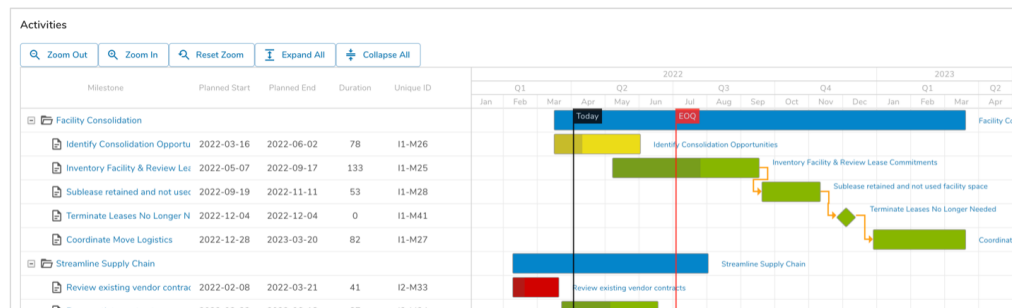 Activities
Zoom Out Zoom In Reset Zoom Expand All Collapse All
2022 2023
Milestone Planned Start Planned End Duration Unique ID Q1 Q2 Q3 Q4 Q1 Q2
Jan Feb Mar Apr May Jun Jul Aug Sep Oct Nov Dec Jan Feb Mar Apr
Today EOQ
Facility Consolidation Facility Co
Identify Consolidation Opportu 2022-03-16 2022-06-02 78 I1-M26 Identify Consolidation Opportunities
Inventory Facility & Review Lea 2022-05-07 2022-09-17 133 I1-M25 Inventory Facility & Review Lease Commitments
Sublease retained and not used 2022-09-19 2022-11-11 53 I1-M28 Sublease retained and not used facility space
Terminate Leases No Longer N 2022-12-04 2022-12-04 0 I1-M41 Terminate Leases No Longer Needed
Coordinate Move Logistics 2022-12-28 2023-03-20 82 I1-M27 Coordinat
Streamline Supply Chain Streamline Supply Chain
Review existing vendor contrac 2022-02-08 2022-03-21 41 I2-M33 Review existing vendor contracts